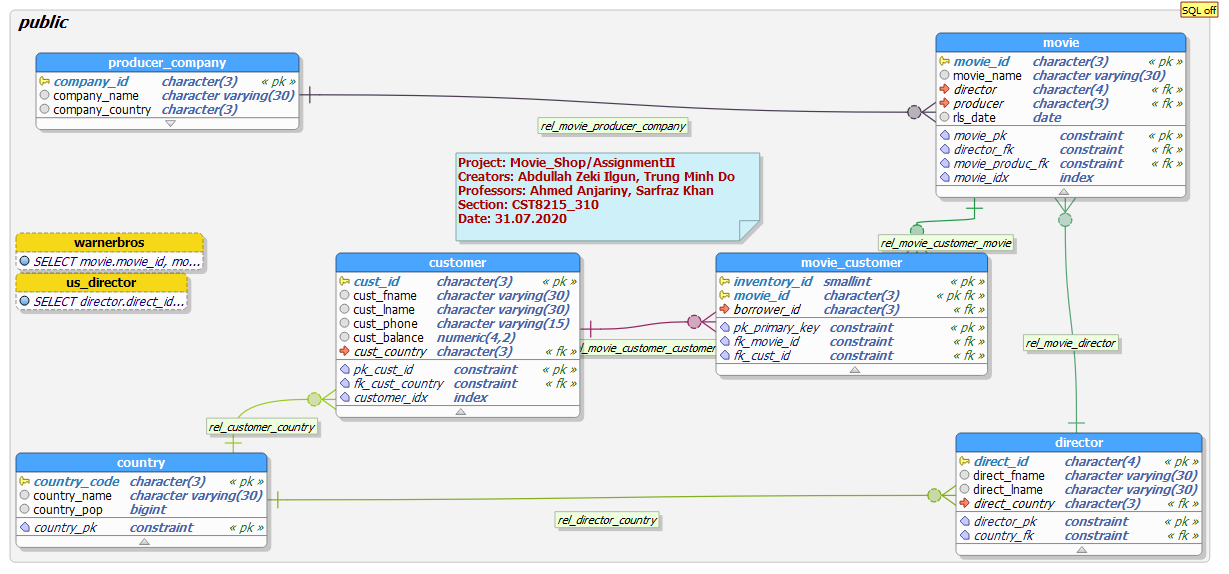 SQL off
public
producer_company
company_id character(3) « pk »
company_name character varying(30)
company_country character(3)
movie
movie_id character(3) « pk »
movie_name character varying(30)
director character(4) « fk »
producer character(3) « fk »
rls_date date
movie_pk constraint « pk »
director_fk constraint « fk »
movie_produc_fk constraint « fk »
movie_idx index
rel_movie_producer_company
Project: Movie_Shop/AssignmentII
Creators: Abdullah Zeki Ilgun, Trung Minh Do
Professors: Ahmed Anjariny, Sarfraz Khan
Section: CST8215_310
Date: 31.07.2020
warnerbros
SELECT movie.movie_id, mo...
us_director
SELECT director.direct_id...
rel_movie_customer_movie
customer
cust_id character(3) « pk »
cust_fname character varying(30)
cust_lname character varying(30)
cust_phone character varying(15)
cust_balance numeric(4,2)
cust_country character(3) « fk »
pk_cust_id constraint « pk »
fk_cust_country constraint « fk »
customer_idx index
movie_customer
inventory_id smallint « pk »
movie_id character(3) « pk fk »
borrower_id character(3) « fk »
pk_primary_key constraint « pk »
fk_movie_id constraint « fk »
fk_cust_id constraint « fk »
l_movie_customer_customer
rel_movie_director
rel_customer_country
country
country_code character(3) « pk »
country_name character varying(30)
country_pop bigint
country_pk constraint « pk »
rel_director_country
director
direct_id character(4) « pk »
direct_fname character varying(30)
direct_lname character varying(30)
direct_country character(3) « fk »
director_pk constraint « pk »
country_fk constraint « fk »